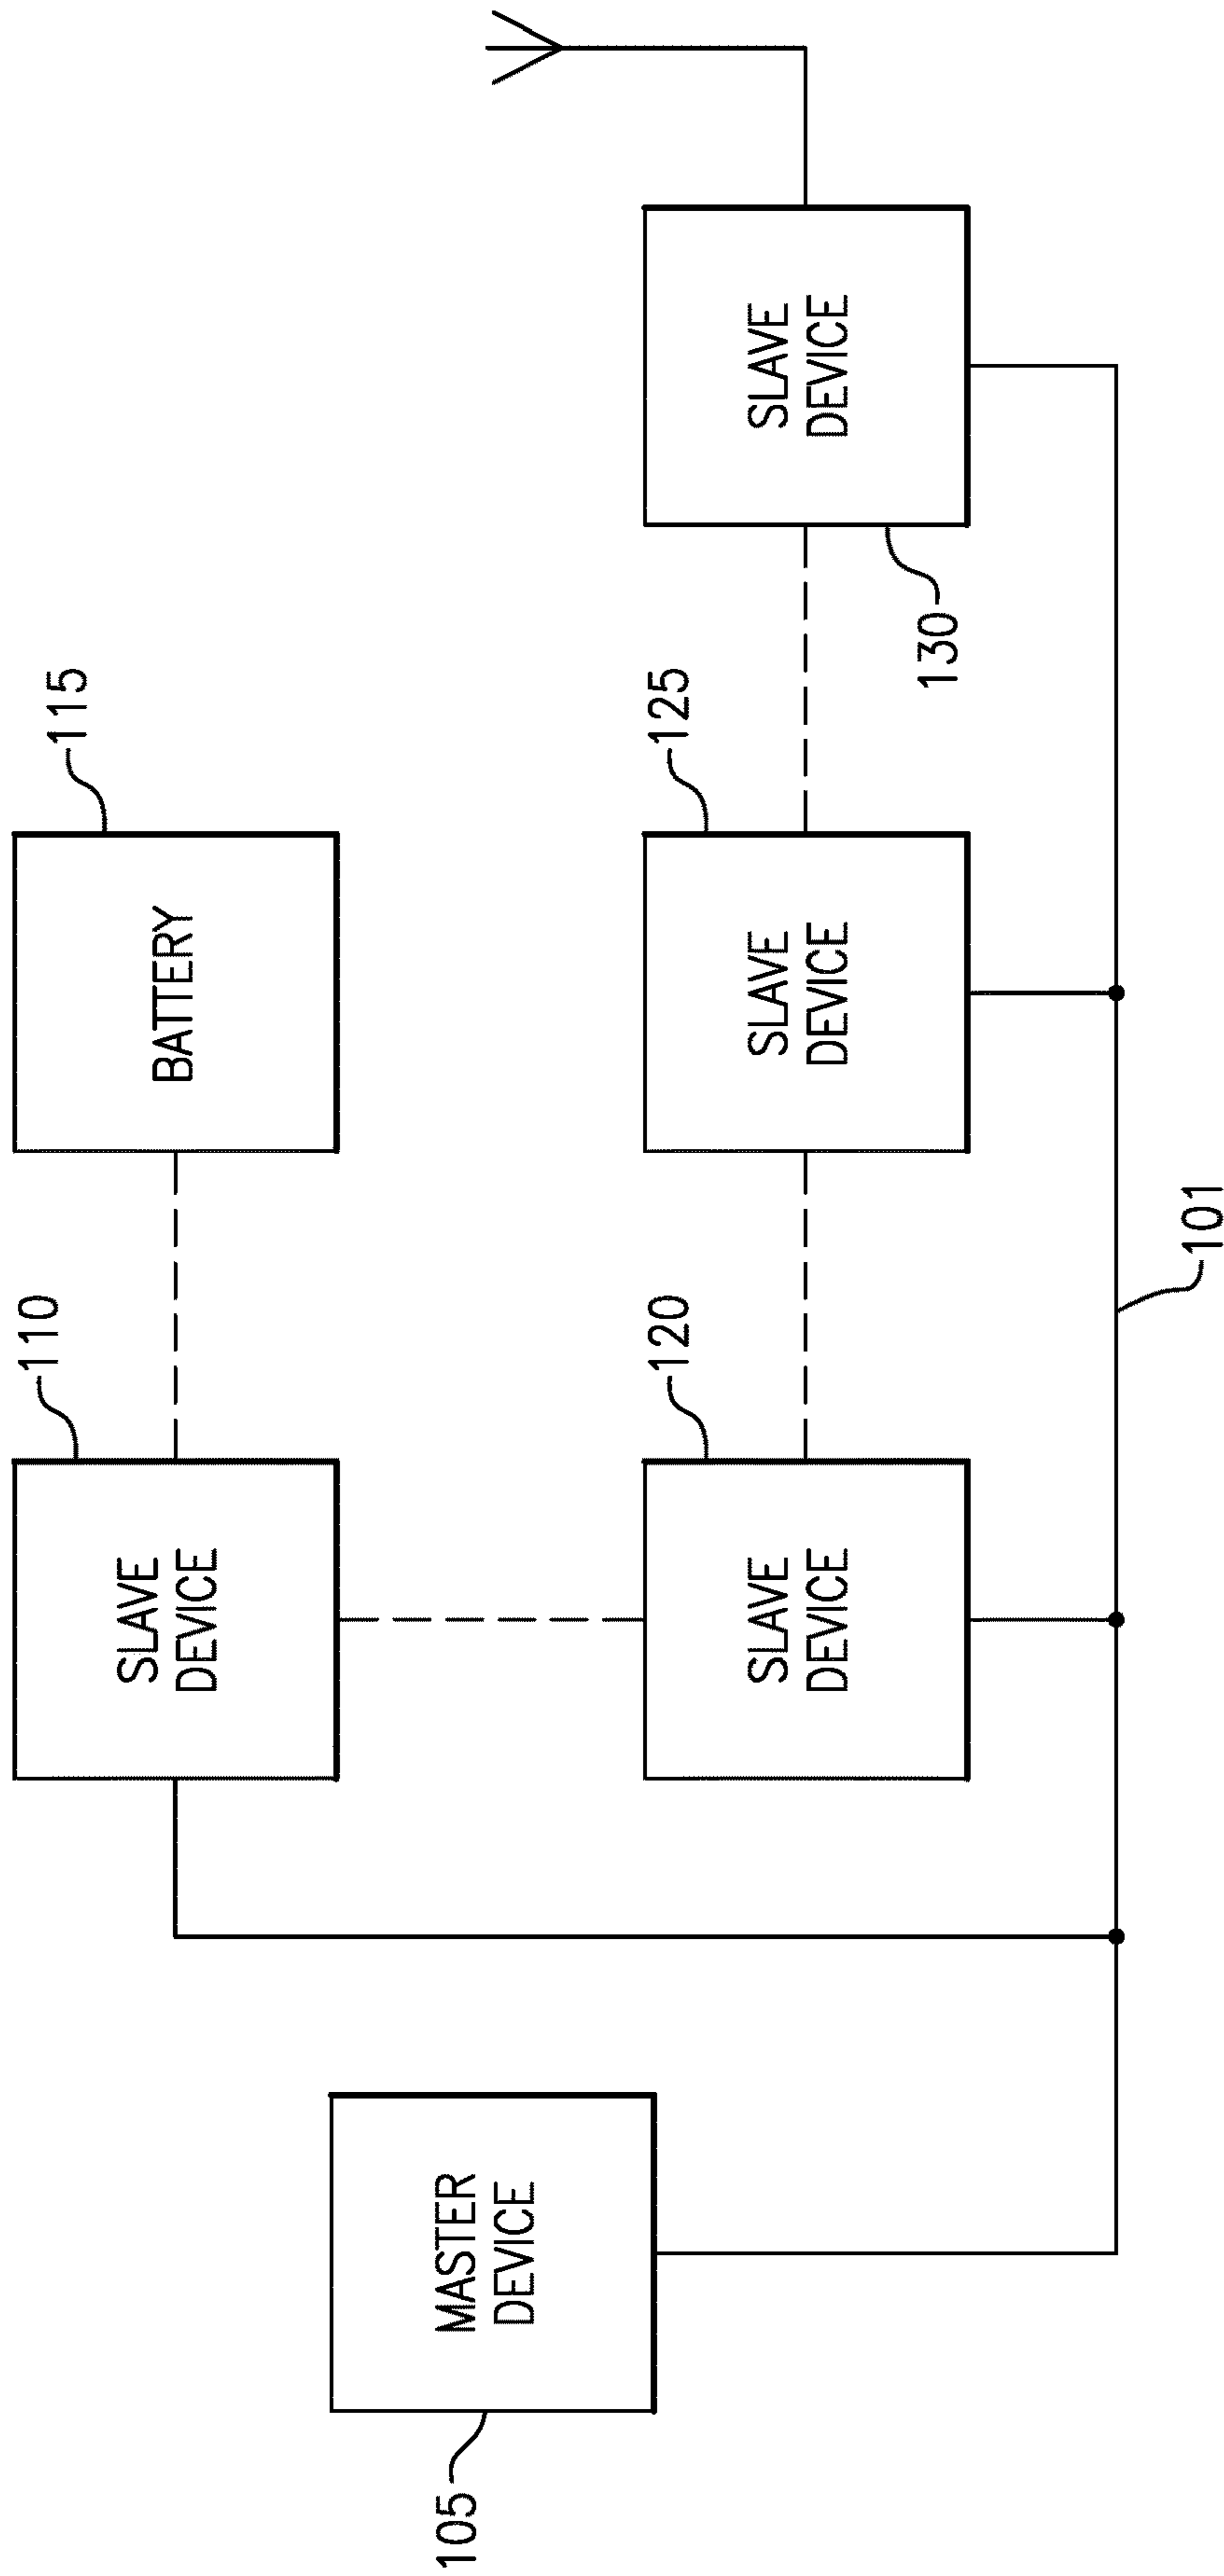 110
115
SLAVE
DEVICE
BATTERY
105
MASTER
DEVICE
120
125
SLAVE
DEVICE
SLAVE
DEVICE
SLAVE
DEVICE
130
101